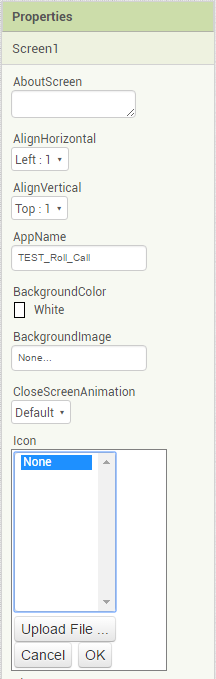 Properties
Screen1
AboutScreen
AlignHorizontal
Left : 1
AlignVertical
Top : 1
AppName
TEST_Roll_Call
BackgroundColor
White
BackgroundImage
None...
CloseScreenAnimation
Default
Icon
None
Upload File ...
Cancel OK